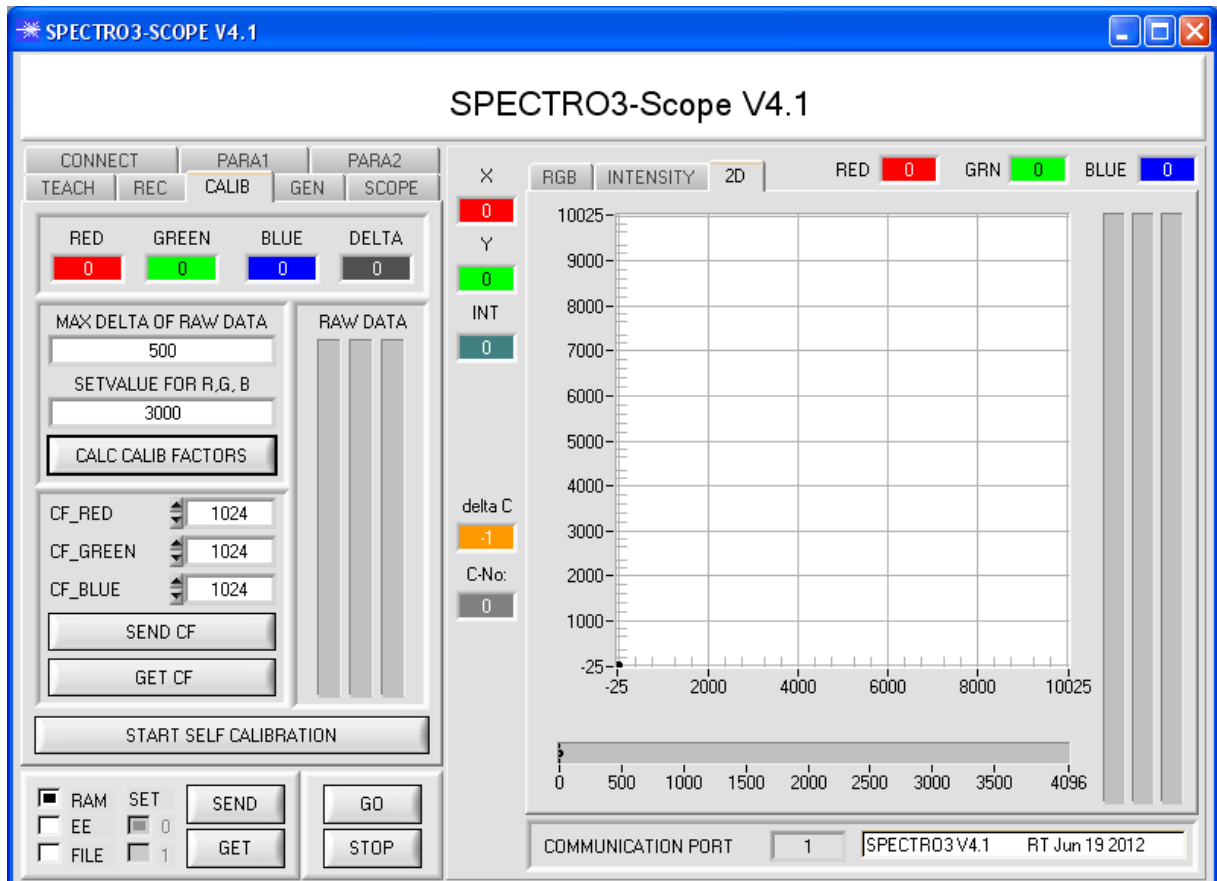 SPECTRO3-SCOPE V4.1
SPECTRO3-Scope V4.1
CONNECT PARA1 PARA2
TEACH REC CALIB GEN SCOPE
RED GREEN BLUE DELTA
0 0 0 0
MAX DELTA OF RAW DATA
500
SETVALUE FOR R,G, B
3000
CALC CALIB FACTORS
RAW DATA
CF_RED 1024
CF_GREEN 1024
CF_BLUE 1024
SEND CF
GET CF
START SELF CALIBRATION
RAM SET SEND
EE 0
FILE 1 GET
GO
STOP
X
0
Y
0
INT
0
delta C
-1
C-No:
0
RGB INTENSITY 2D RED 0 GRN 0 BLUE 0
10025
9000
8000
7000
6000
5000
4000
3000
2000
1000
-25
-25 2000 4000 6000 8000 10025
0 500 1000 1500 2000 2500 3000 3500 4096
COMMUNICATION PORT 1 SPECTRO3 V4.1 RT Jun 19 2012